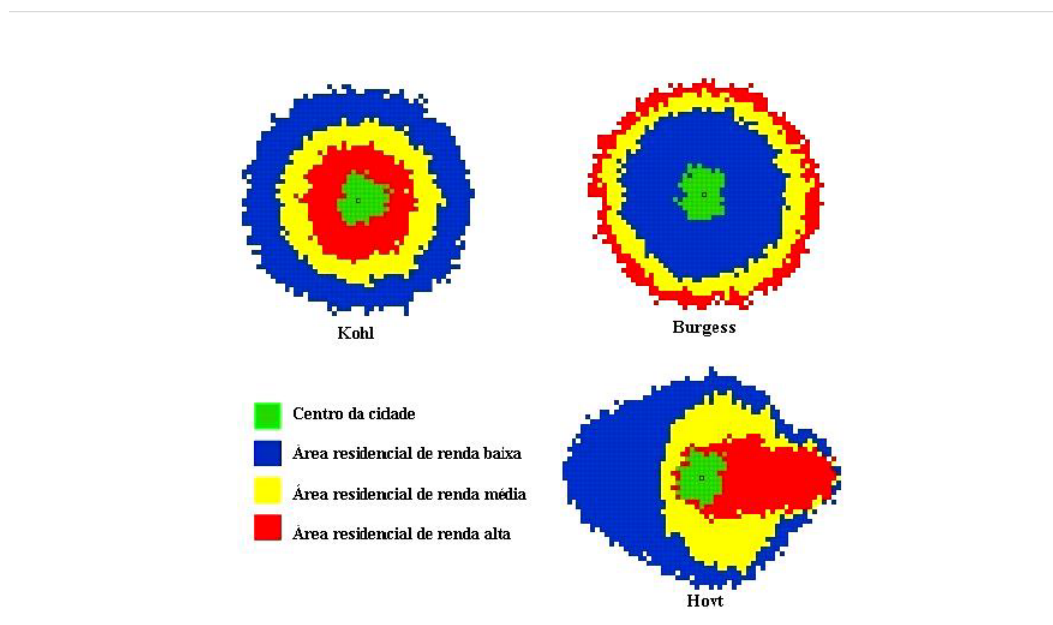 Kohl
Burgess
Centro da cidade
Área residencial de renda baixa
Área residencial de renda média
Área residencial de renda alta
Hoyt